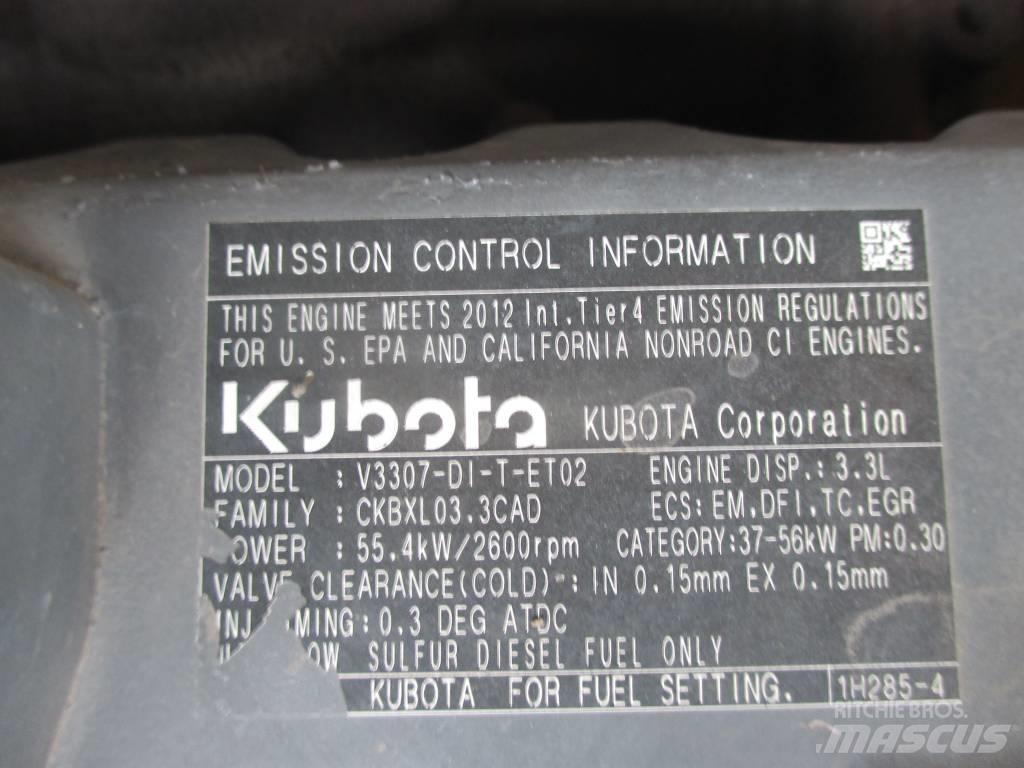 EMISSION CONTROL INFORMATION
THIS ENGINE MEETS 2012 Int.Tier4 EMISSION REGULATIONS
FOR U. S. EPA AND CALIFORNIA NONROAD CI ENGINES.
Kubota KUBOTA Corporation
MODEL : V3307-DI-T-ET02 ENGINE DISP.: 3.3L
FAMILY : CKBXL03.3CAD ECS: EM,DFI,TC,EGR
OWER : 55.4kW/2600rpm CATEGORY:37-56kW PM:0.30
VALVE CLEARANCE(COLD) : IN 0.15mm EX 0.15mm
INJ MING: 0.3 DEG ATDC
OW SULFUR DIESEL FUEL ONLY
KUBOTA FOR FUEL SETTING. 1H285-4
RITCHIE BROS.
MASCUS